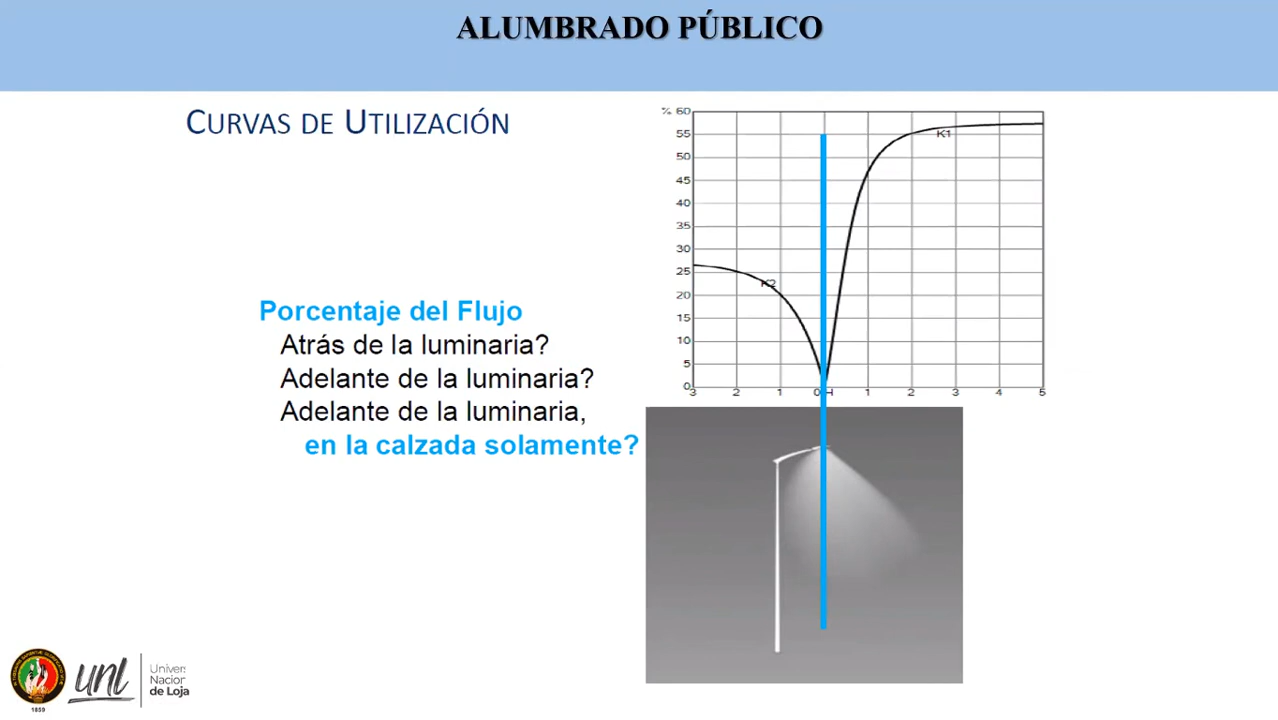 ALUMBRADO PÚBLICO
CURVAS DE UTILIZACIÓN
Porcentaje del Flujo
Atrás de la luminaria?
Adelante de la luminaria?
Adelante de la luminaria,
en la calzada solamente?
% 60
55
50
45
40
35
30
25
20
15
10
5
0
K1
K2
3 2 1 0 H 1 2 3 4 5
1859
unl
Univer
Nacior
de Loja